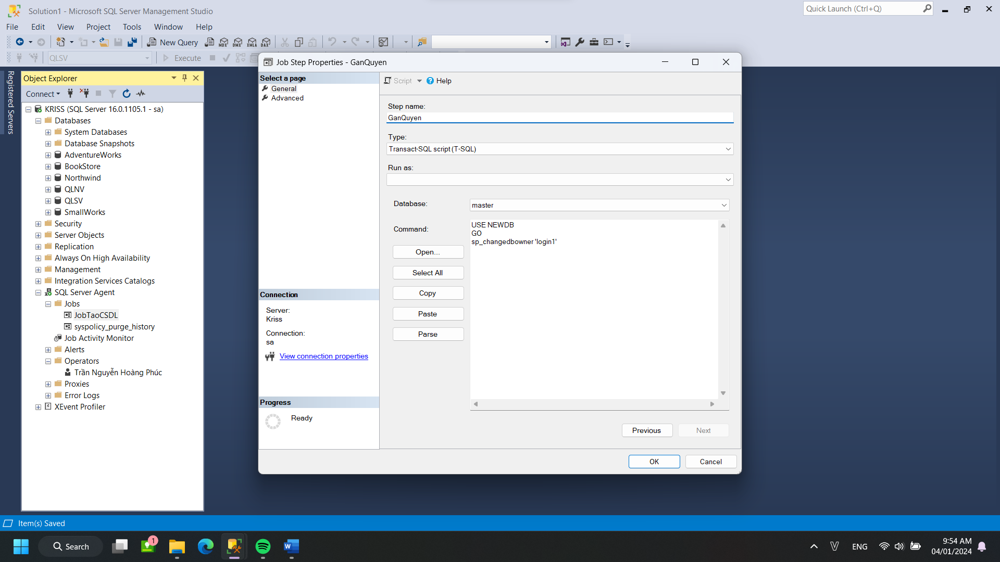 Solution1 - Microsoft SQL Server Management Studio
Quick Launch (Ctrl+Q)
File Edit View Project Tools Window Help
New Query MDX DMX XMLA DAX
QLSV Execute
Registered Servers
Object Explorer
Connect
KRISS (SQL Server 16.0.1105.1 - sa)
Databases
System Databases
Database Snapshots
AdventureWorks
BookStore
Northwind
QLNV
QLSV
SmallWorks
Security
Server Objects
Replication
Always On High Availability
Management
Integration Services Catalogs
SQL Server Agent
Jobs
JobTaoCSDL
syspolicy_purge_history
Job Activity Monitor
Alerts
Operators
Trần Nguyễn Hoàng Phúc
Proxies
Error Logs
XEvent Profiler
Job Step Properties - GanQuyen
Select a page
General
Advanced
Connection
Server:
Kriss
Connection:
sa
View connection properties
Progress
Ready
Script Help
Step name:
GanQuyen
Type:
Transact-SQL script (T-SQL)
Run as:
Database: master
Command:
USE NEWDB
GO
sp_changedbowner 'login1'
Open...
Select All
Copy
Paste
Parse
Previous Next
OK Cancel
Item(s) Saved
Search
1
ENG
9:54 AM
04/01/2024